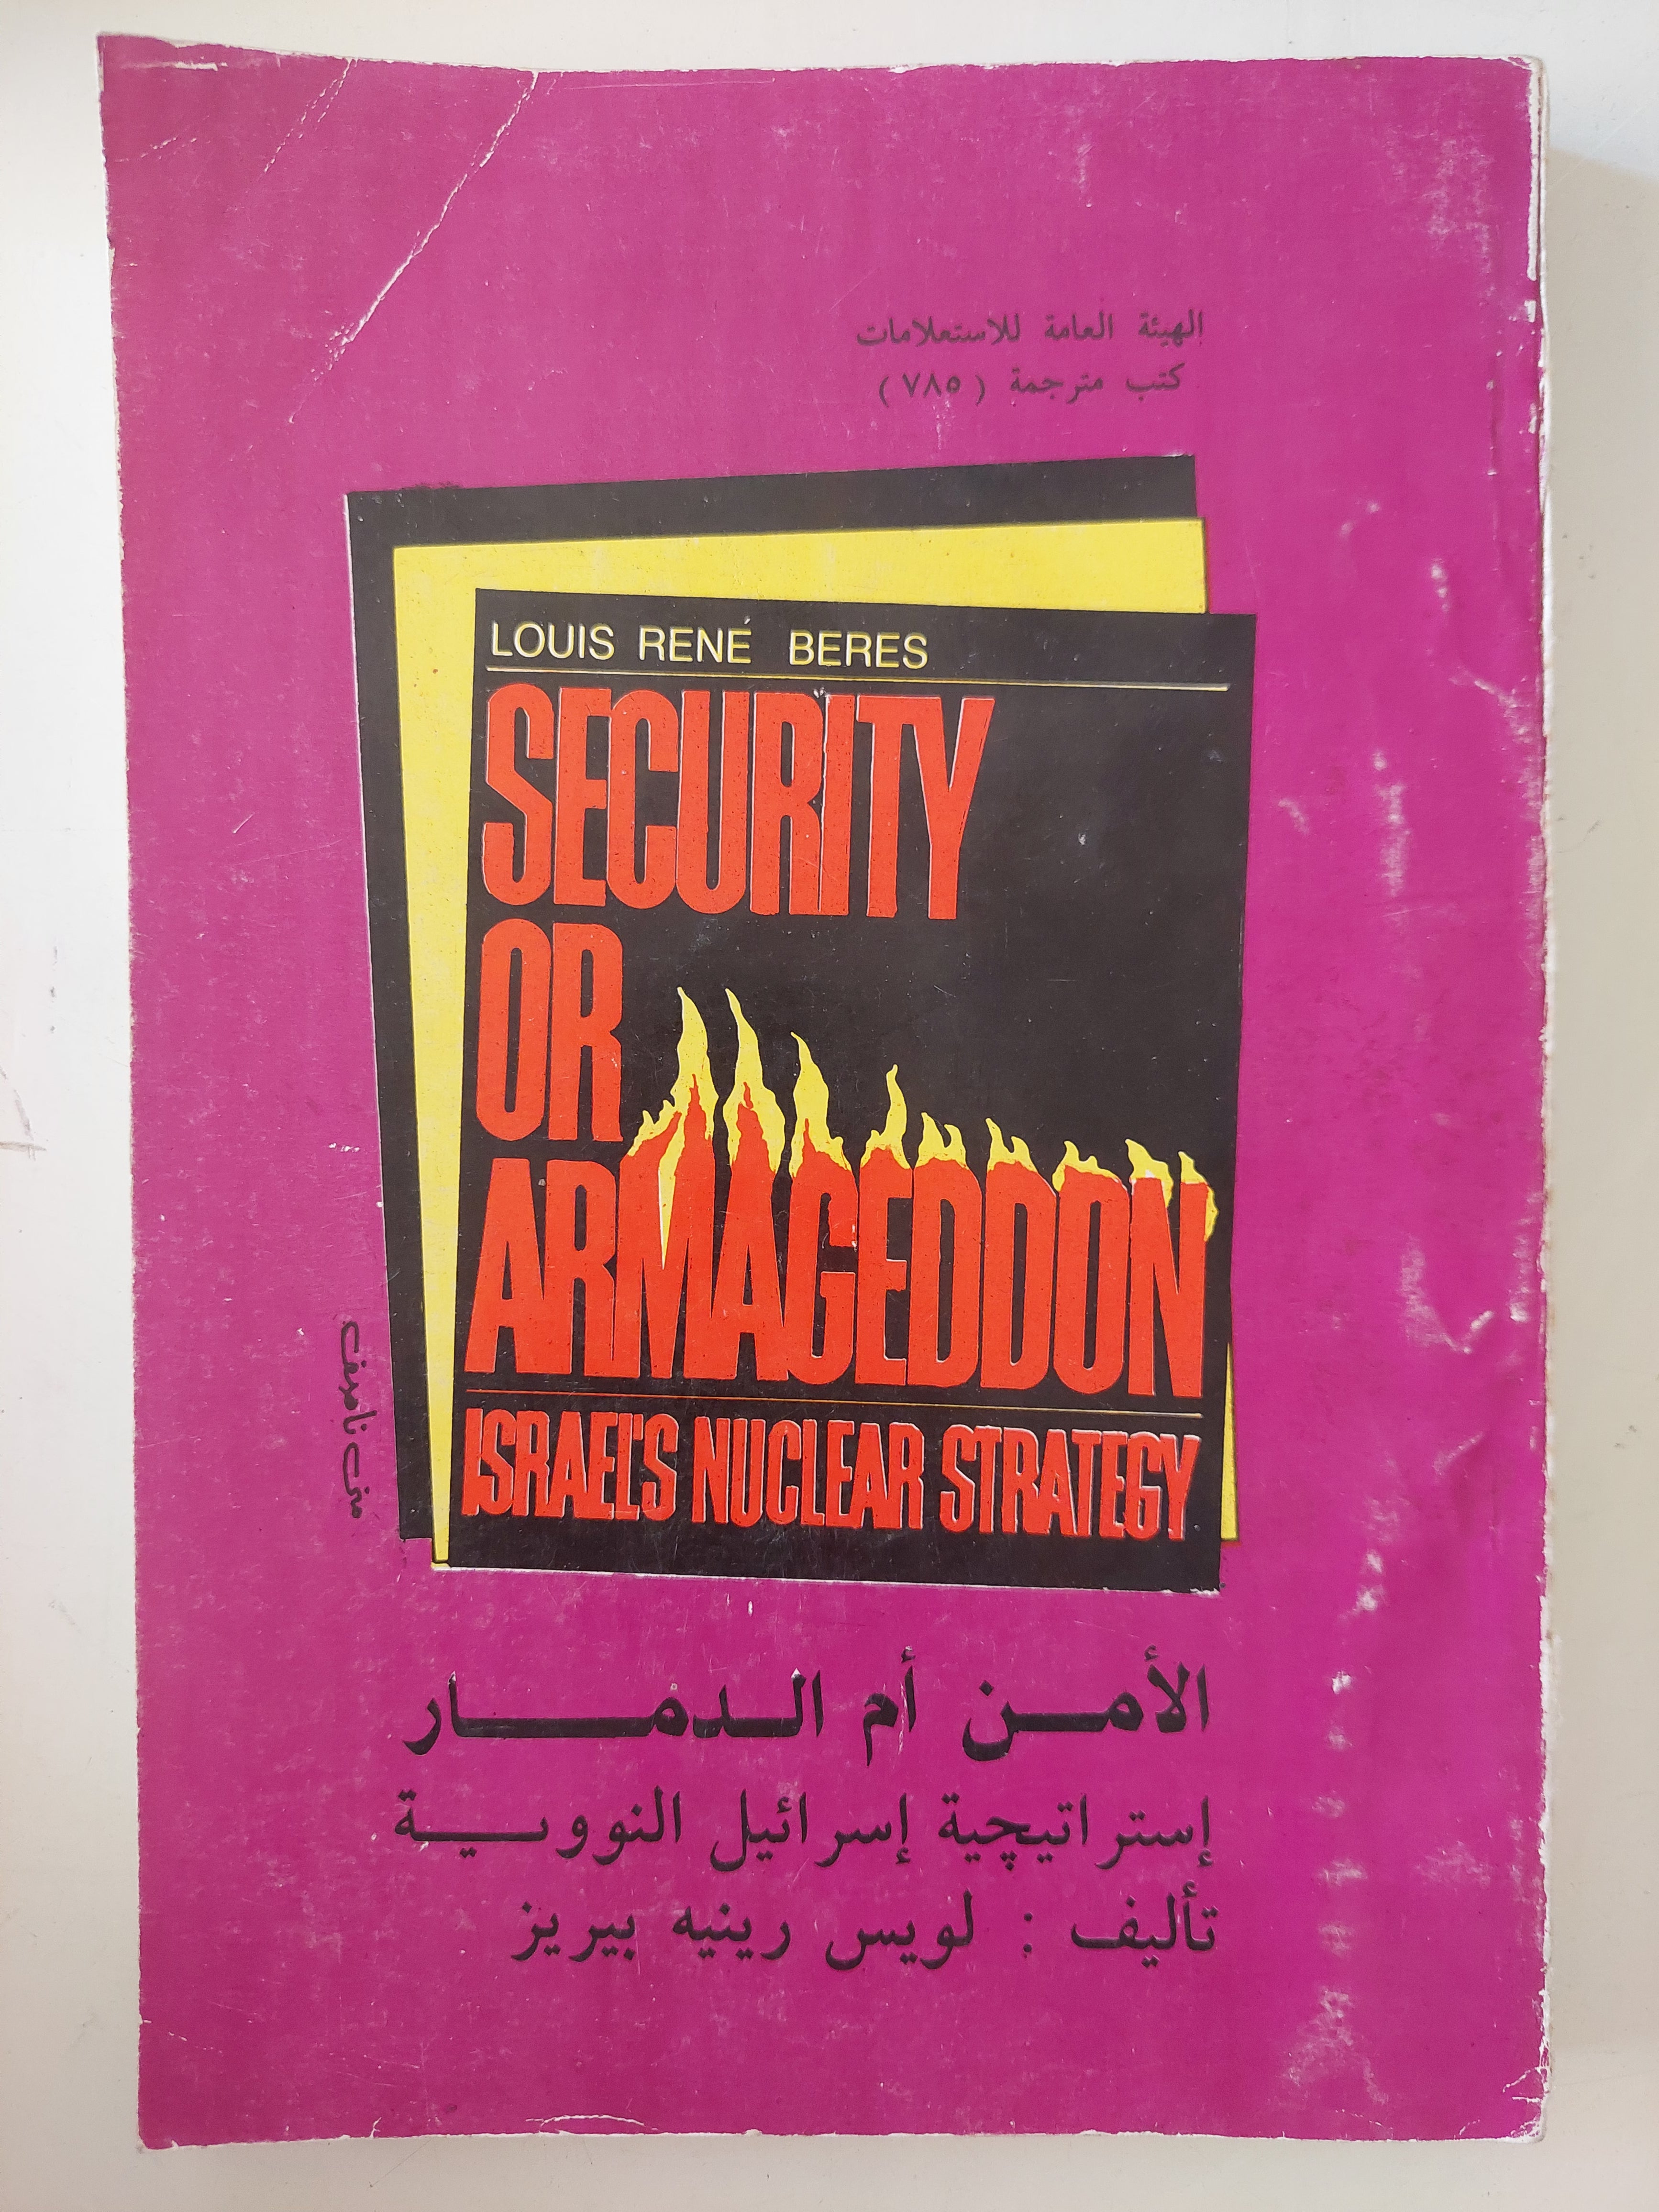 الهيئة العامة للاستعلامات
كتب مترجمة (٧٨٥)
LOUIS RENÉ BERES
SECURITY
OR
ARMAGEDDON
ISRAEL'S NUCLEAR STRATEGY
الأمن أم الدمار
إستراتيچية إسرائيل النووية
تأليف : لويس رينيه بيريز